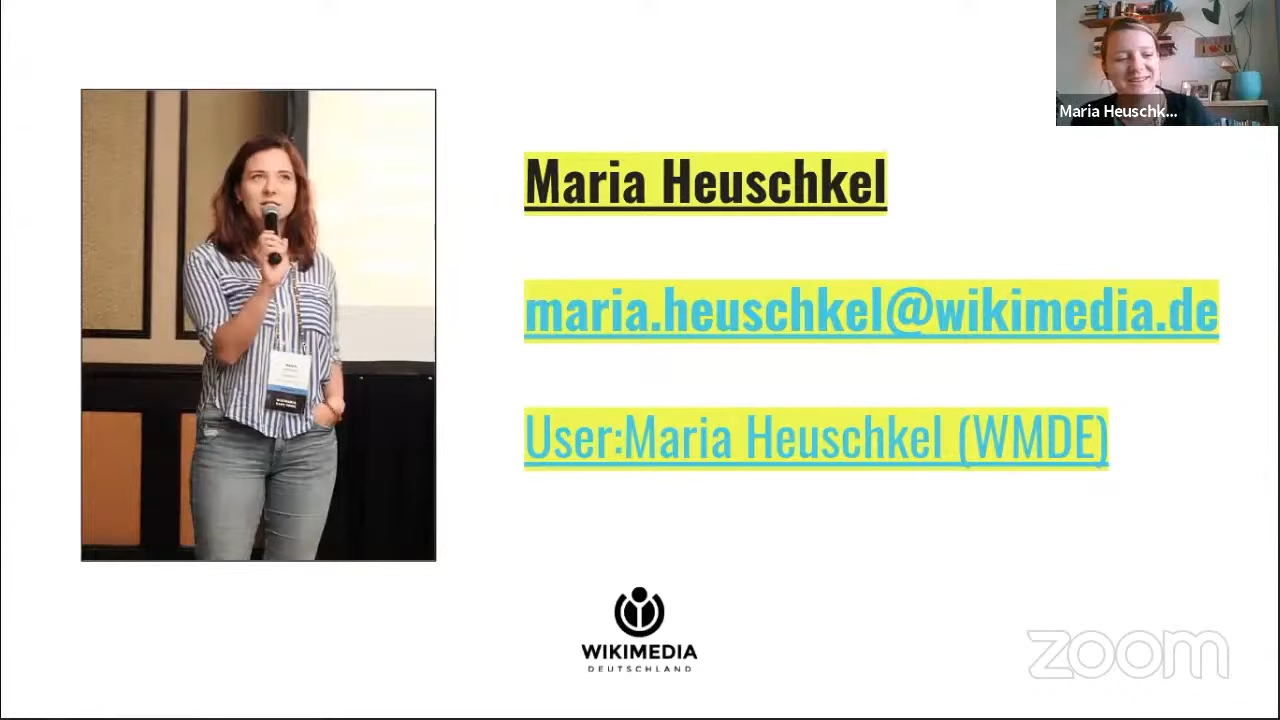 Maria Heuschk...
Maria Heuschkel
maria.heuschkel@wikimedia.de
User:Maria Heuschkel (WMDE)
WIKIMEDIA
DEUTSCHLAND
zoom